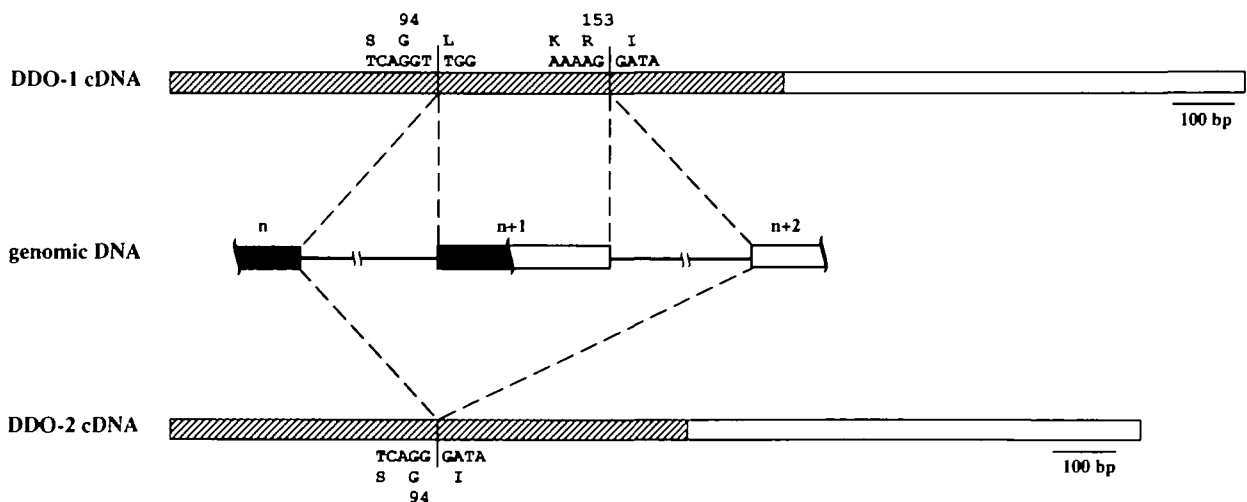 94 153
S G L K R I
TCAGGT TGG AAAAG GATA
DDO-1 cDNA
100 bp
n n+1 n+2
genomic DNA
DDO-2 cDNA
TCAGG GATA
100 bp
S G I
94